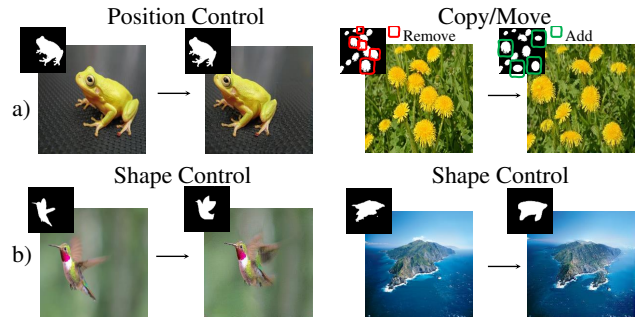 Position Control
Copy/Move
Remove
Add
a)
Shape Control
Shape Control
b)